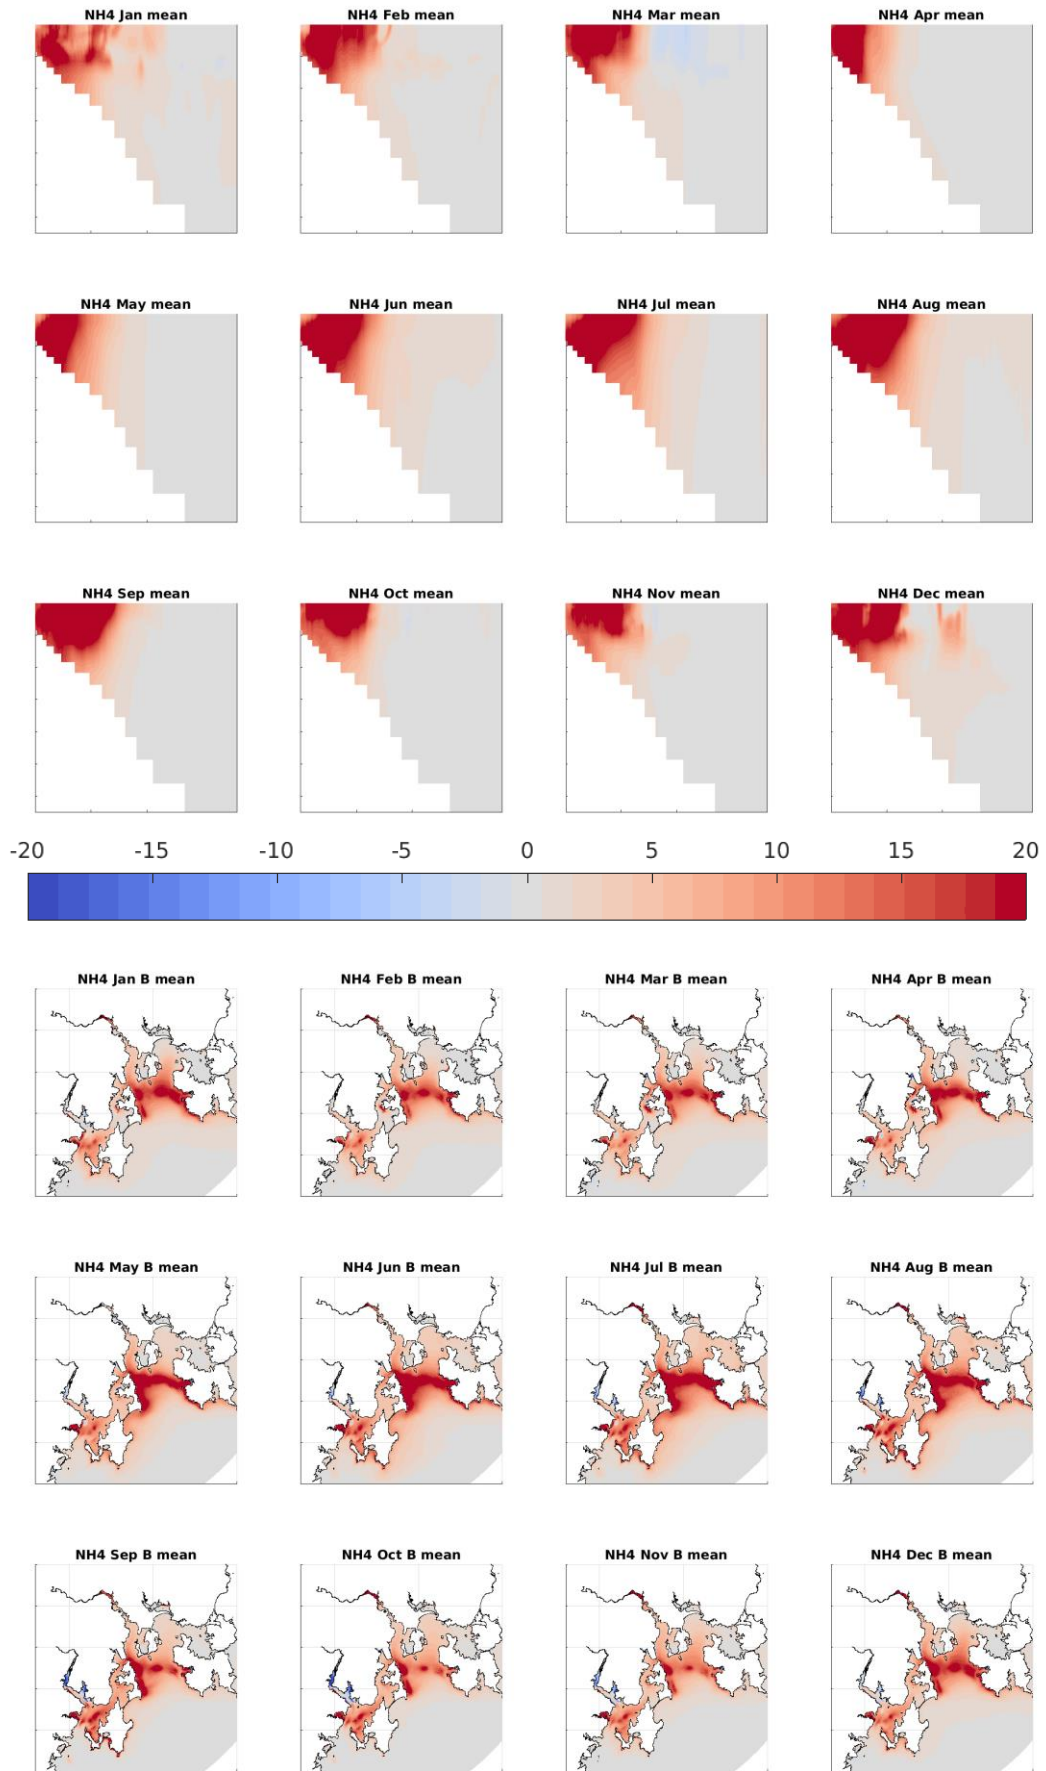 NH4 Jan mean NH4 Feb mean NH4 Mar mean NH4 Apr mean
NH4 May mean NH4 Jun mean NH4 Jul mean NH4 Aug mean
NH4 Sep mean NH4 Oct mean NH4 Nov mean NH4 Dec mean
-20 -15 -10 -5 0 5 10 15 20
NH4 Jan B mean NH4 Feb B mean NH4 Mar B mean NH4 Apr B mean
NH4 May B mean NH4 Jun B mean NH4 Jul B mean NH4 Aug B mean
NH4 Sep B mean NH4 Oct B mean NH4 Nov B mean NH4 Dec B mean